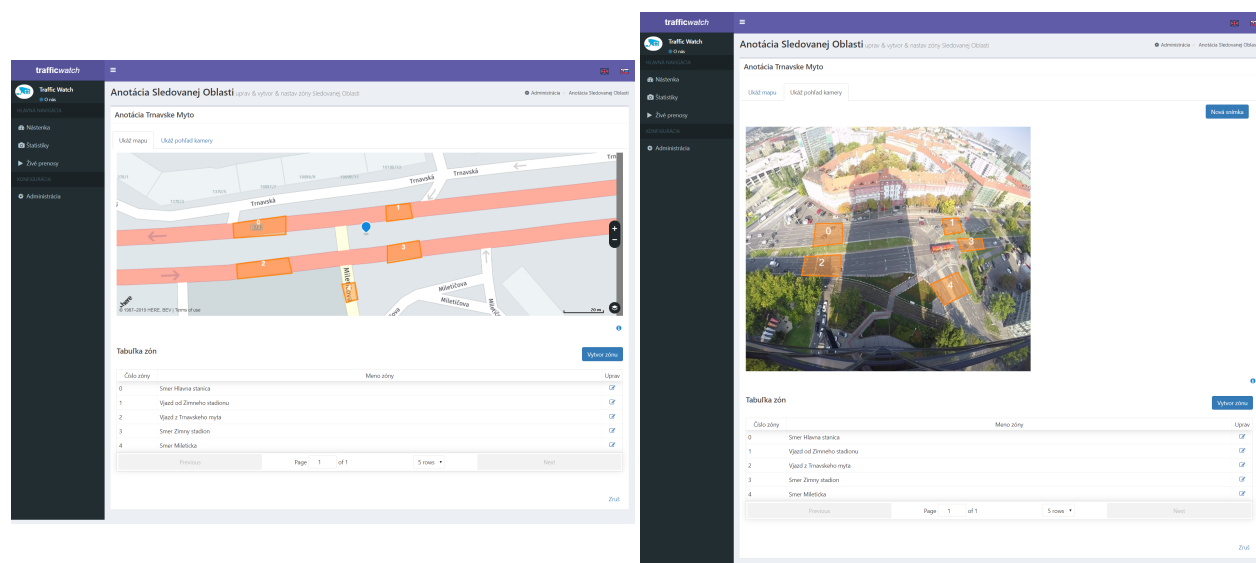 trafficwatch
Traffic Watch
O nás
HLAVNÁ NAVIGÁCIA
Nástenka
Štatistiky
Živé prenosy
KONFIGURÁCIA
Administrácia
Anotácia Sledovanej Oblasti uprav & vytvor & nastav zóny Sledovanej Oblasti
Administrácia > Anotácia Sledovanej Oblasti
Anotácia Trnavske Myto
Ukáž mapu Ukáž pohľad kamery
Trnavská
Trnavská
Trnavská
0
1
2
3
Miletičova
Miletičova
Miletičova
+
−
here
© 1987–2019 HERE, BEV | Terms of use
20 m
Tabuľka zón
Vytvor zónu
Číslo zóny Meno zóny Uprav
0 Smer Hlavna stanica
1 Vjazd od Zimneho stadionu
2 Vjazd z Trnavskeho myta
3 Smer Zimny stadion
4 Smer Mileticka
Previous Page 1 of 1 5 rows Next
Zruš
trafficwatch
Traffic Watch
O nás
HLAVNÁ NAVIGÁCIA
Nástenka
Štatistiky
Živé prenosy
KONFIGURÁCIA
Administrácia
Anotácia Sledovanej Oblasti uprav & vytvor & nastav zóny Sledovanej Oblasti
Administrácia > Anotácia Sledovanej Oblas
Anotácia Trnavske Myto
Ukáž mapu Ukáž pohľad kamery
Nová snímka
0
1
2
3
4
Tabuľka zón
Vytvor zónu
Číslo zóny Meno zóny Uprav
0 Smer Hlavna stanica
1 Vjazd od Zimneho stadionu
2 Vjazd z Trnavskeho myta
3 Smer Zimny stadion
4 Smer Mileticka
Previous Page 1 of 1 5 rows Next
Zruš